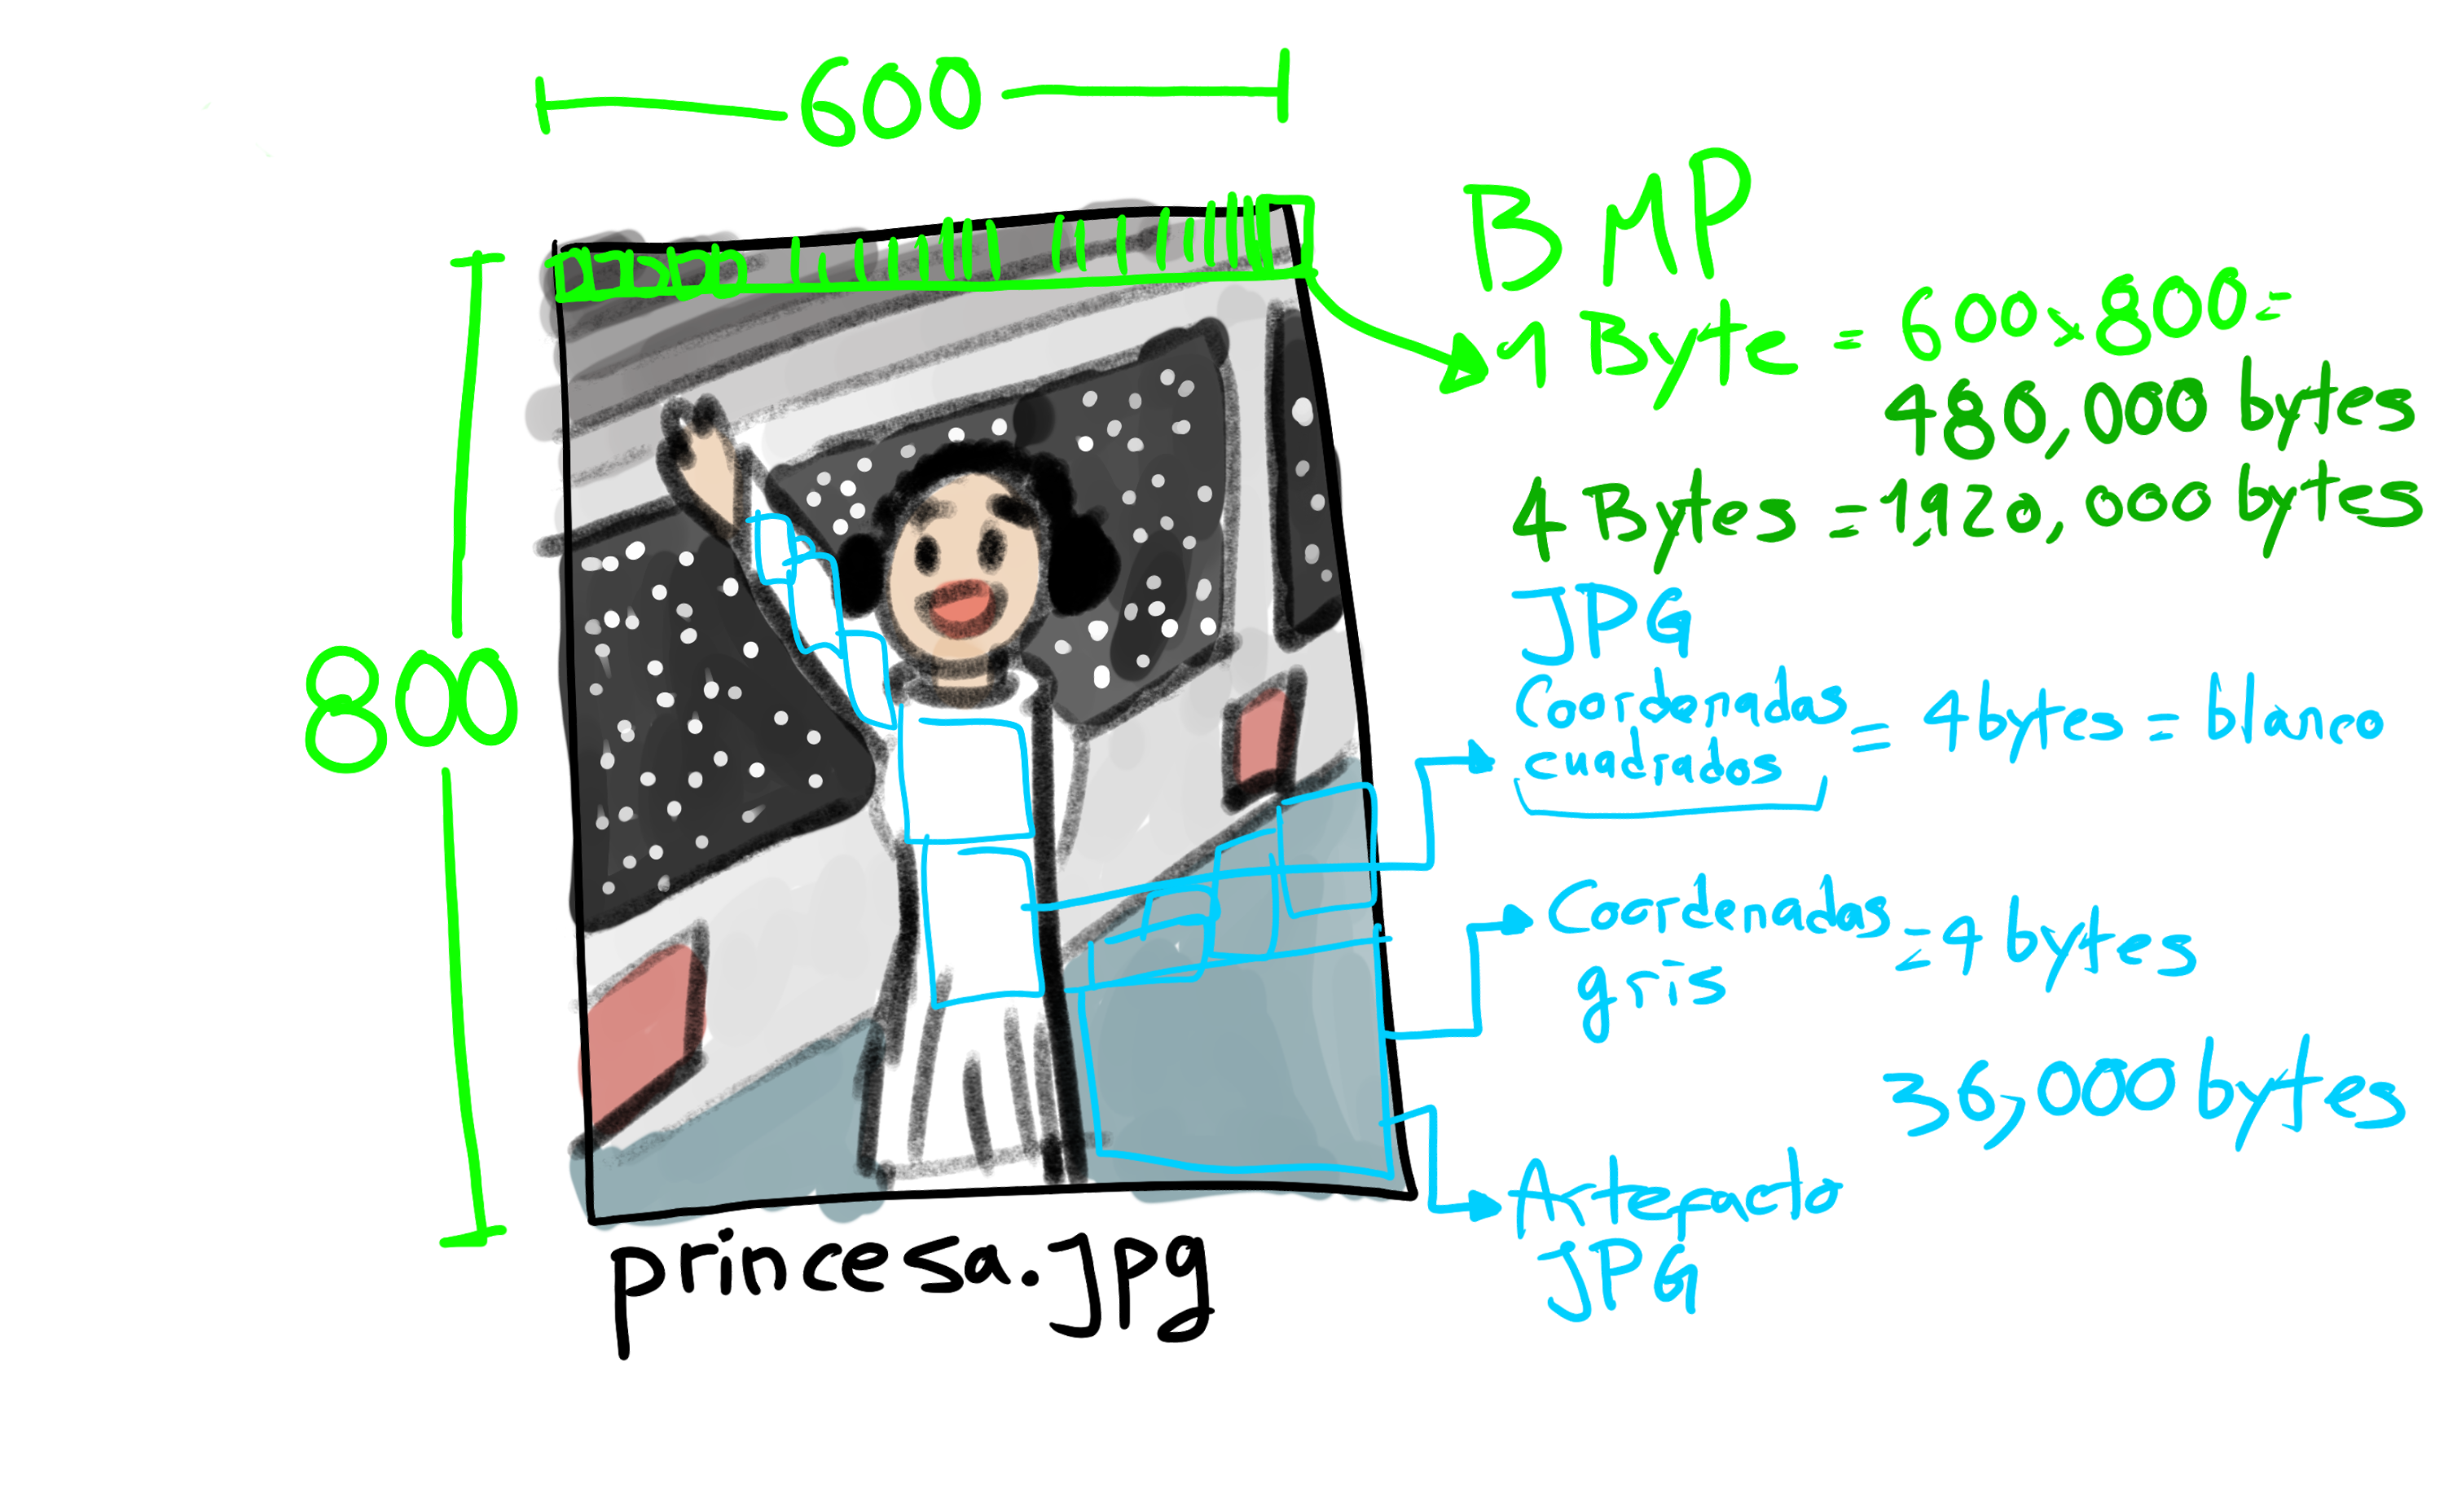 600
800
BMP
1 Byte = 600x800=
480,000 bytes
4 Bytes = 1,920,000 bytes
JPG
Coordenadas
cuadrados = 4 bytes = blanco
Coordenadas
gris = 4 bytes
36,000 bytes
Artefacto
JPG
princesa.jpg